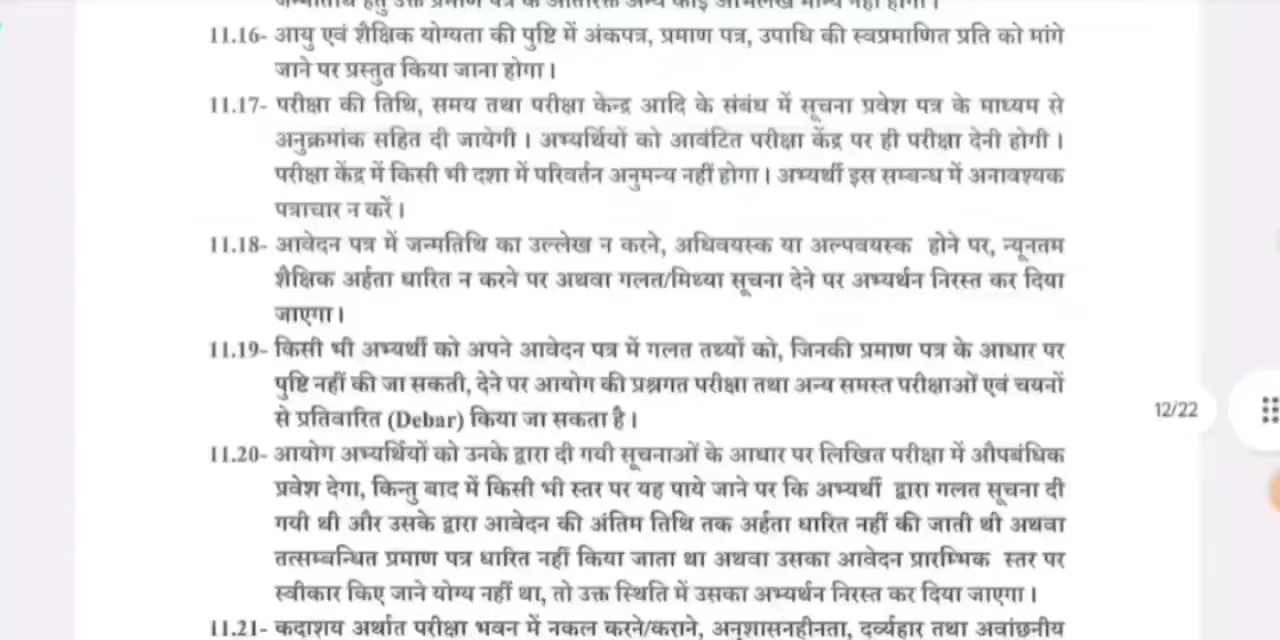 जन्मतिथि हेतु उक्त प्रमाण पत्र के अतिरिक्त अन्य कोई अभिलेख मान्य नहीं होगा।
11.16- आयु एवं शैक्षिक योग्यता की पुष्टि में अंकपत्र, प्रमाण पत्र, उपाधि की स्वप्रमाणित प्रति को मांगे
जाने पर प्रस्तुत किया जाना होगा।
11.17- परीक्षा की तिथि, समय तथा परीक्षा केन्द्र आदि के संबंध में सूचना प्रवेश पत्र के माध्यम से
अनुक्रमांक सहित दी जायेगी। अभ्यर्थियों को आवंटित परीक्षा केंद्र पर ही परीक्षा देनी होगी।
परीक्षा केंद्र में किसी भी दशा में परिवर्तन अनुमन्य नहीं होगा। अभ्यर्थी इस सम्बन्ध में अनावश्यक
पत्राचार न करें।
11.18- आवेदन पत्र में जन्मतिथि का उल्लेख न करने, अधिवयस्क या अल्पवयस्क होने पर, न्यूनतम
शैक्षिक अर्हता धारित न करने पर अथवा गलत/मिथ्या सूचना देने पर अभ्यर्थन निरस्त कर दिया
जाएगा।
11.19- किसी भी अभ्यर्थी को अपने आवेदन पत्र में गलत तथ्यों को, जिनकी प्रमाण पत्र के आधार पर
पुष्टि नहीं की जा सकती, देने पर आयोग की प्रश्नगत परीक्षा तथा अन्य समस्त परीक्षाओं एवं चयनों
से प्रतिवारित (Debar) किया जा सकता है।
12/22
11.20- आयोग अभ्यर्थियों को उनके द्वारा दी गयी सूचनाओं के आधार पर लिखित परीक्षा में औपबंधिक
प्रवेश देगा, किन्तु बाद में किसी भी स्तर पर यह पाये जाने पर कि अभ्यर्थी द्वारा गलत सूचना दी
गयी थी और उसके द्वारा आवेदन की अंतिम तिथि तक अर्हता धारित नहीं की जाती थी अथवा
तत्सम्बन्धित प्रमाण पत्र धारित नहीं किया जाता था अथवा उसका आवेदन प्रारम्भिक स्तर पर
स्वीकार किए जाने योग्य नहीं था, तो उक्त स्थिति में उसका अभ्यर्थन निरस्त कर दिया जाएगा।
11.21- कदाशय अर्थात परीक्षा भवन में नकल करने/कराने, अनुशासनहीनता, दुर्व्यहार तथा अवांछनीय